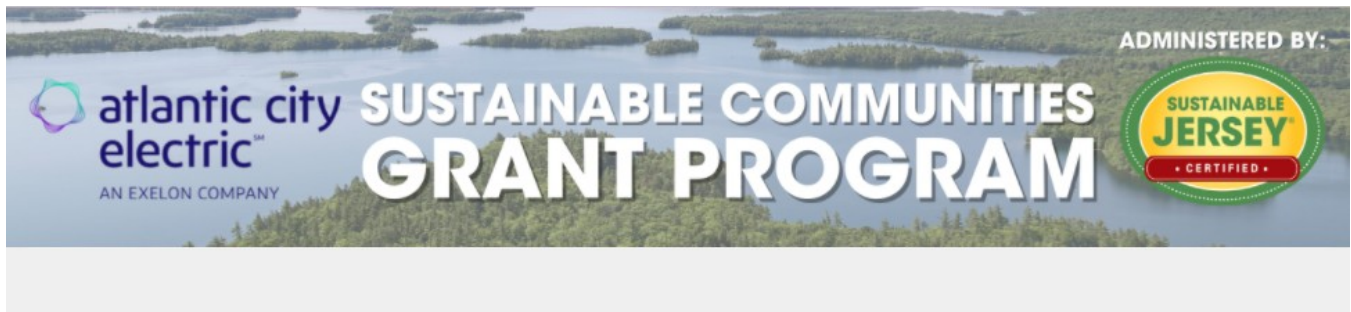 ADMINISTERED BY:
atlantic city
electric℠
AN EXELON COMPANY
SUSTAINABLE COMMUNITIES
GRANT PROGRAM
SUSTAINABLE
JERSEY®
• CERTIFIED •